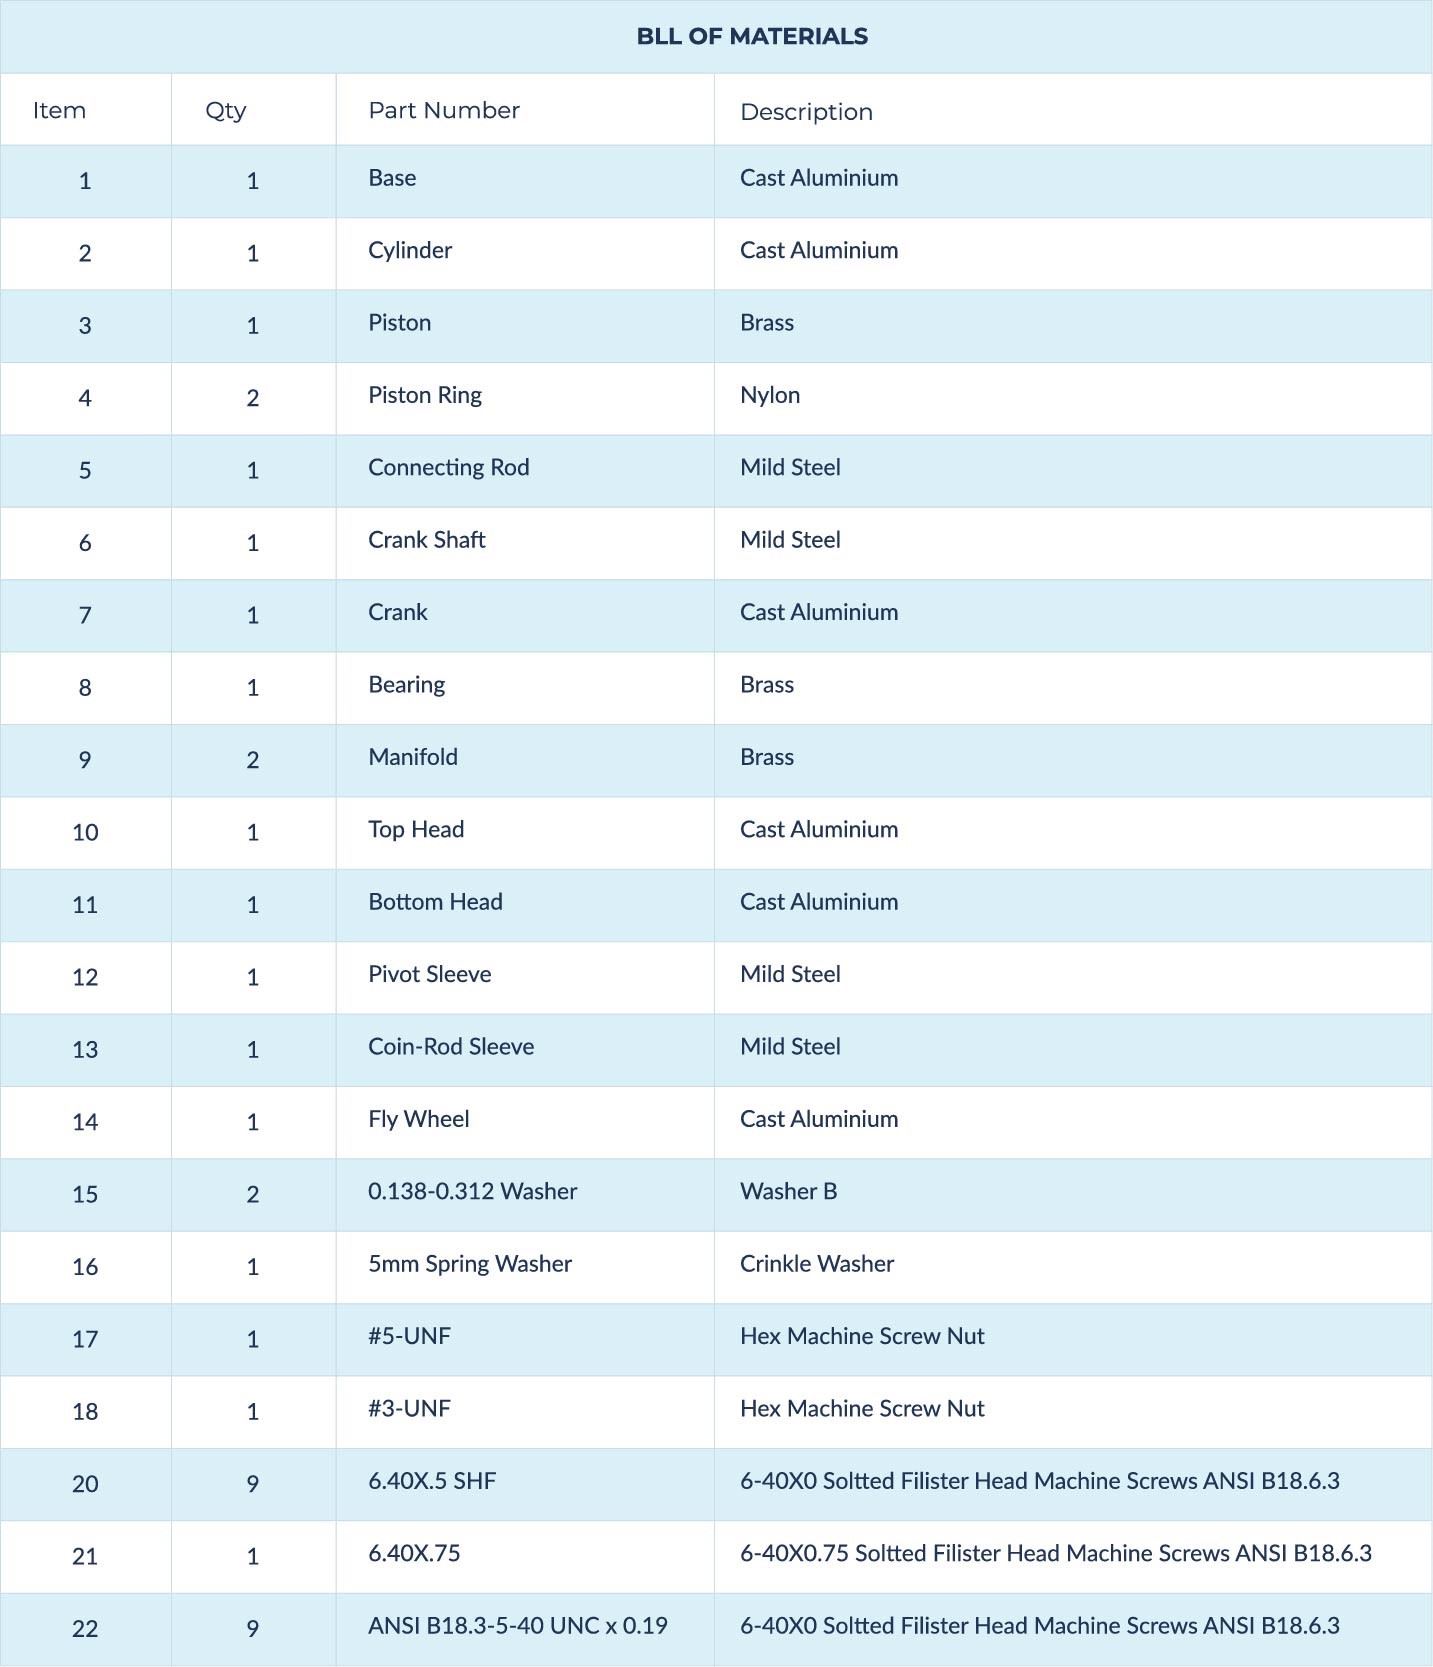 BLL OF MATERIALS
Item Qty Part Number Description
1 1 Base Cast Aluminium
2 1 Cylinder Cast Aluminium
3 1 Piston Brass
4 2 Piston Ring Nylon
5 1 Connecting Rod Mild Steel
6 1 Crank Shaft Mild Steel
7 1 Crank Cast Aluminium
8 1 Bearing Brass
9 2 Manifold Brass
10 1 Top Head Cast Aluminium
11 1 Bottom Head Cast Aluminium
12 1 Pivot Sleeve Mild Steel
13 1 Coin-Rod Sleeve Mild Steel
14 1 Fly Wheel Cast Aluminium
15 2 0.138-0.312 Washer Washer B
16 1 5mm Spring Washer Crinkle Washer
17 1 #5-UNF Hex Machine Screw Nut
18 1 #3-UNF Hex Machine Screw Nut
20 9 6.40X.5 SHF 6-40X0 Soltted Filister Head Machine Screws ANSI B18.6.3
21 1 6.40X.75 6-40X0.75 Soltted Filister Head Machine Screws ANSI B18.6.3
22 9 ANSI B18.3-5-40 UNC x 0.19 6-40X0 Soltted Filister Head Machine Screws ANSI B18.6.3